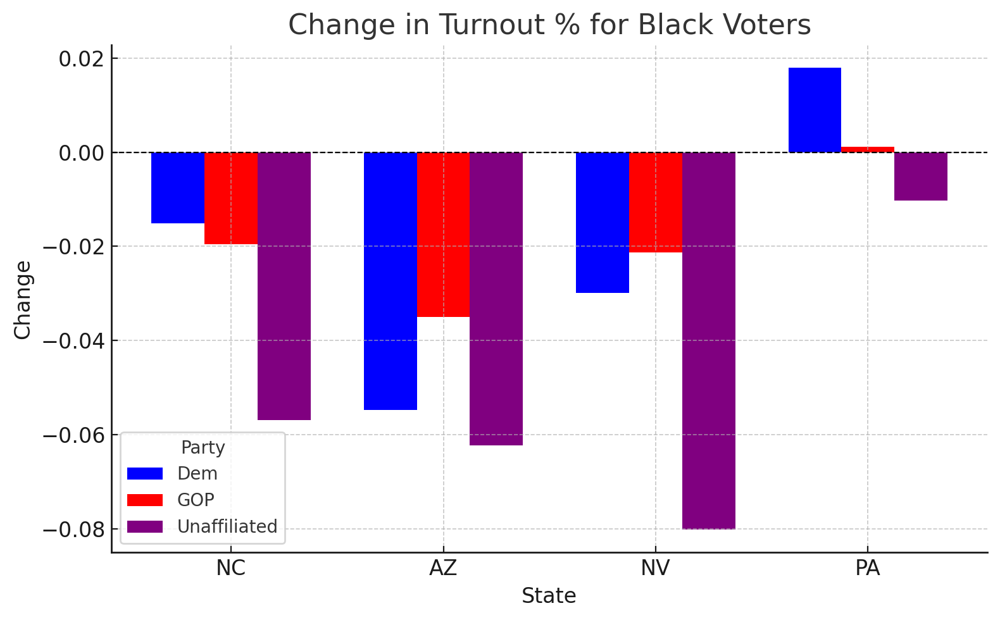 Change in Turnout % for Black Voters
0.02
0.00
−0.02
−0.04
−0.06
−0.08
Change
Party
Dem
GOP
Unaffiliated
NC AZ NV PA
State